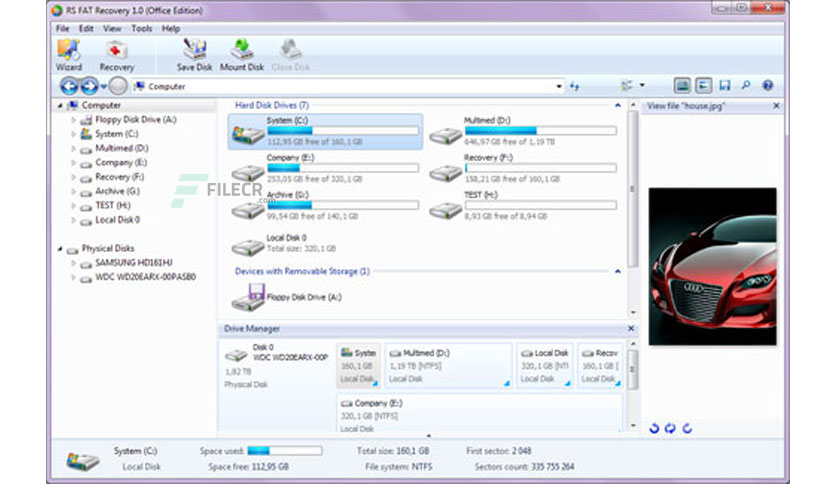 RS FAT Recovery 1.0 (Office Edition)
File Edit View Tools Help
Wizard Recovery Save Disk Mount Disk Close Disk
Computer
Computer
Floppy Disk Drive (A:)
System (C:)
Multimed (D:)
Company (E:)
Recovery (F:)
Archive (G:)
TEST (H:)
Local Disk 0
Physical Disks
SAMSUNG HD161HJ
WDC WD20EARX-00PASB0
FILECR
.com
Hard Disk Drives (7)
System (C:)
112,95 GB free of 160,1 GB
Multimed (D:)
646,97 GB free of 1,19 TB
Company (E:)
253,05 GB free of 320,1 GB
Recovery (F:)
158,21 GB free of 160,1 GB
Archive (G:)
99,54 GB free of 140,1 GB
TEST (H:)
8,93 GB free of 8,94 GB
Local Disk 0
Total size: 320,1 GB
Devices with Removable Storage (1)
Floppy Disk Drive (A:)
View file "house.jpg"
Drive Manager
Disk 0
WDC WD20EARX-00P
1,82 TB
Physical Disk
System
160,1 GB
Local Disk
Multimed (D:)
1,19 TB [NTFS]
Local Disk
Local Disk
320,1 GB [NTI
Local Disk
Recov
160,1 GB [
Local Disk
Company (E:)
320,1 GB [NTFS]
Local Disk
System (C:)
Local Disk
Space used:
Space free: 112,95 GB
Total size: 160,1 GB
File system: NTFS
First sector: 2 048
Sectors count: 335 755 264